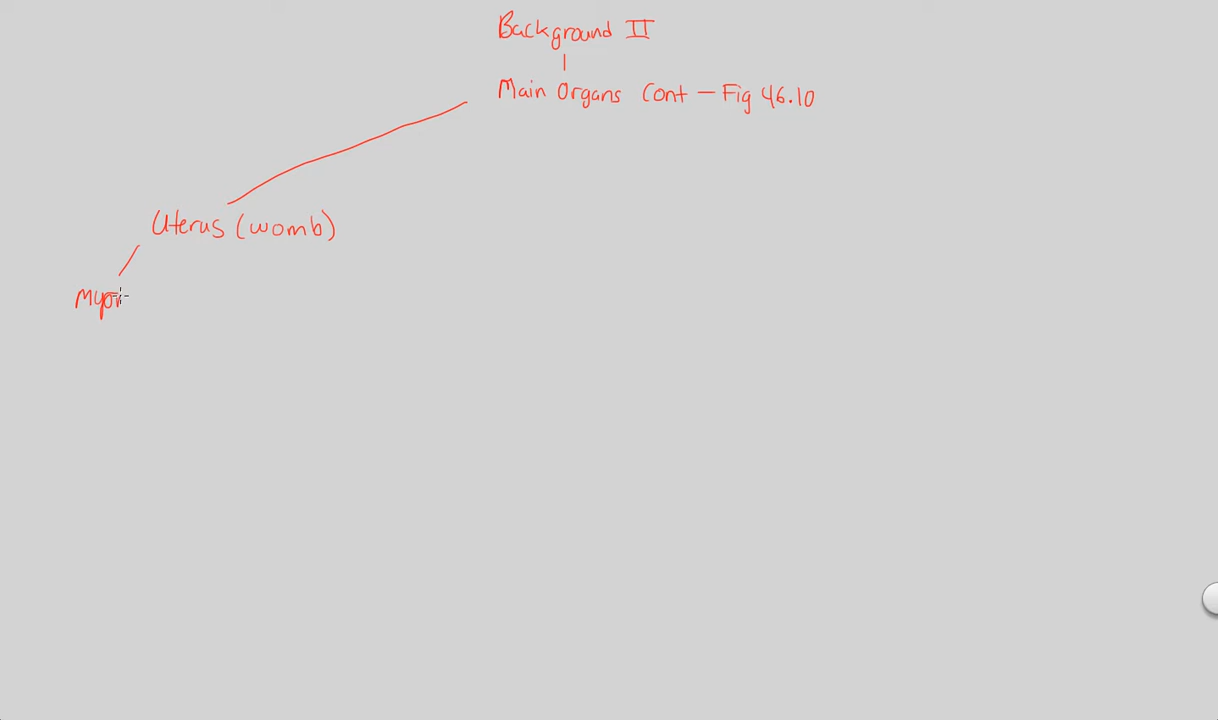 Background II
Main Organs Cont — Fig 46.10
Uterus (womb)